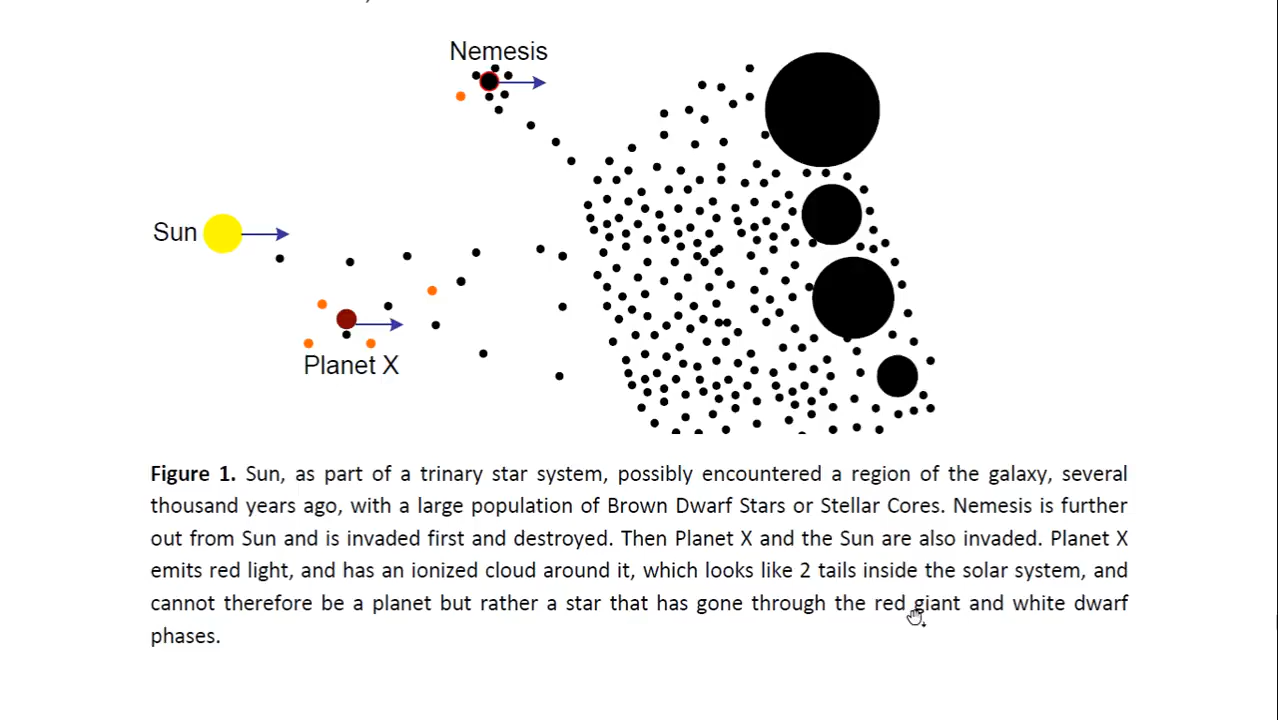 Nemesis
Sun
Planet X
Figure 1. Sun, as part of a trinary star system, possibly encountered a region of the galaxy, several
thousand years ago, with a large population of Brown Dwarf Stars or Stellar Cores. Nemesis is further
out from Sun and is invaded first and destroyed. Then Planet X and the Sun are also invaded. Planet X
emits red light, and has an ionized cloud around it, which looks like 2 tails inside the solar system, and
cannot therefore be a planet but rather a star that has gone through the red giant and white dwarf
phases.